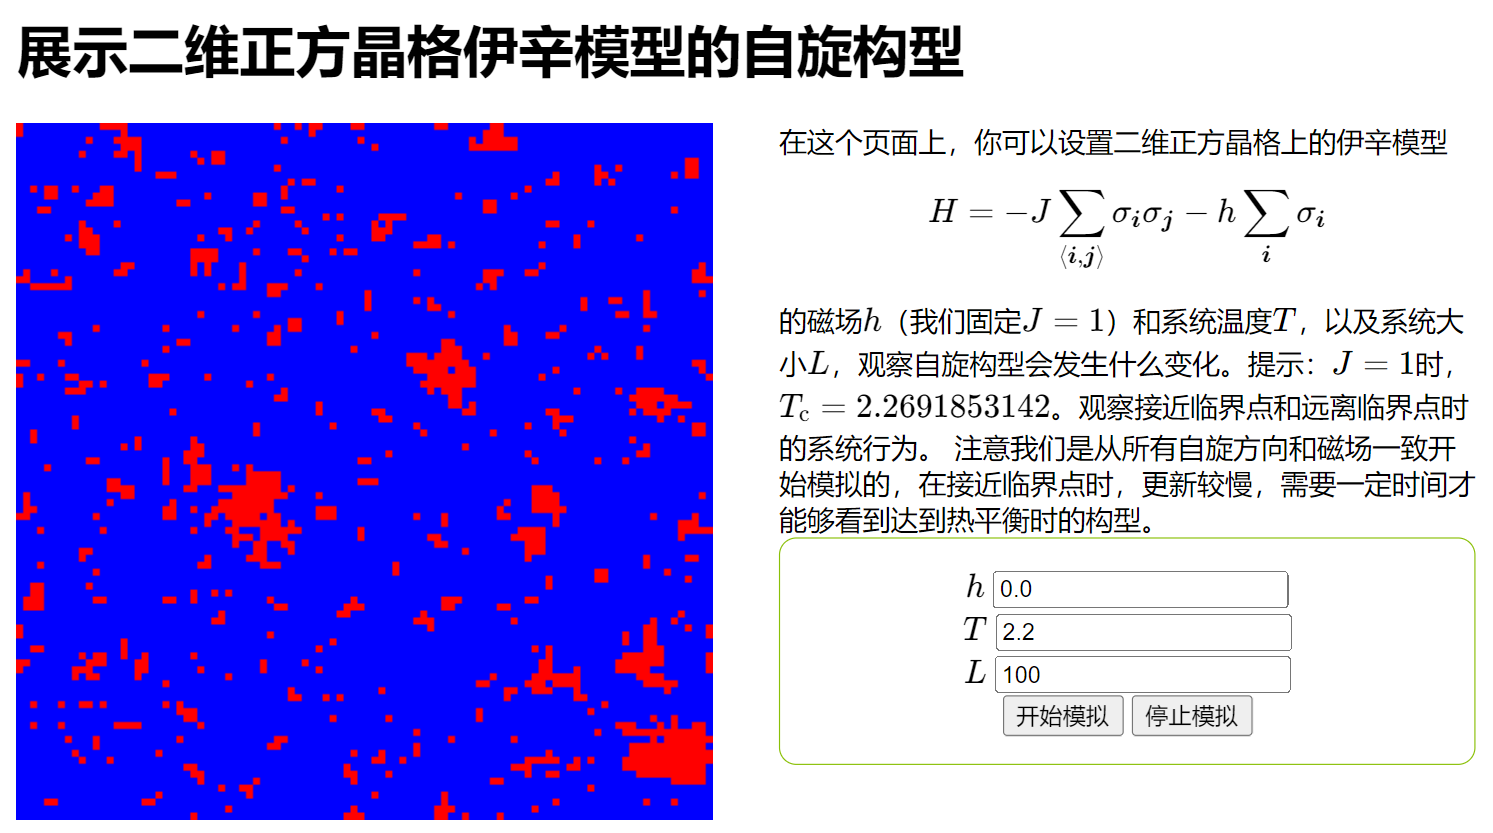 展示二维正方晶格伊辛模型的自旋构型
在这个页面上，你可以设置二维正方晶格上的伊辛模型
H = −J ∑⟨i,j⟩ σiσj − h ∑i σi
的磁场h（我们固定J = 1）和系统温度T，以及系统大
小L，观察自旋构型会发生什么变化。提示：J = 1时，
Tc = 2.2691853142。观察接近临界点和远离临界点时
的系统行为。 注意我们是从所有自旋方向和磁场一致开
始模拟的，在接近临界点时，更新较慢，需要一定时间才
能够看到达到热平衡时的构型。
h 0.0
T 2.2
L 100
开始模拟 停止模拟